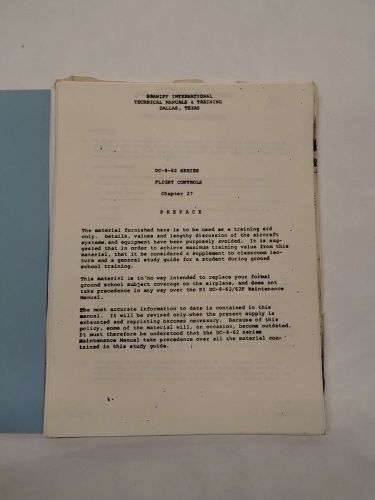 BRANIFF INTERNATIONAL
TECHNICAL MANUALS & TRAINING
DALLAS, TEXAS
DC-8-62 SERIES
FLIGHT CONTROLS
Chapter 27
P R E F A C E
The material furnished here is to be used as a training aid
only. Details, values and lengthy discussion of the aircraft
systems and equipment have been purposely avoided. It is sug-
gested that in order to achieve maximum training value from this
material, that it be considered a supplement to classroom lec-
ture and a general study guide for a student during ground
school training.
This material is in no way intended to replace your formal
ground school subject coverage on the airplane, and does not
take precedence in any way over the BI DC-8-62/62F Maintenance
Manual.
The most accurate information to date is contained in this
manual. It will be revised only when the present supply is
exhausted and reprinting becomes necessary. Because of this
policy, some of the material will, on occasion, become outdated.
It must therefore be understood that the DC-8-62 series
Maintenance Manual take precedence over all the material con-
tained in this study guide.